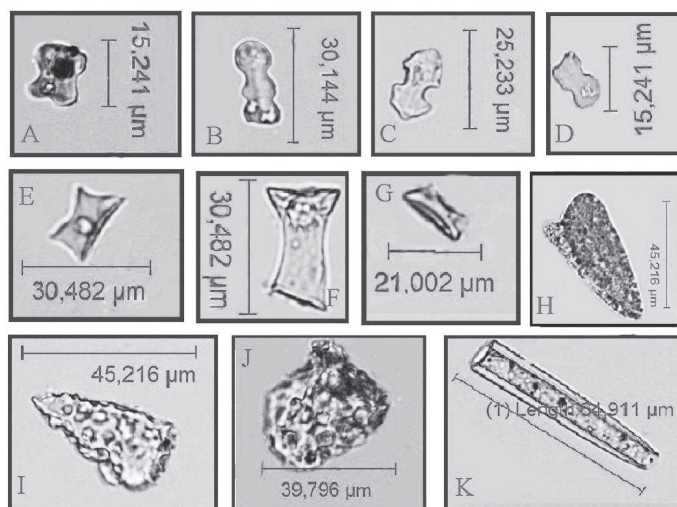 15,241 µm
A
30,144 µm
B
25,233 µm
C
15,241 µm
D
E
30,482 µm
30,482 µm
F
G
21,002 µm
45,216 µm
H
45,216 µm
I
J
39,796 µm
(1) Length 64,911 µm
K